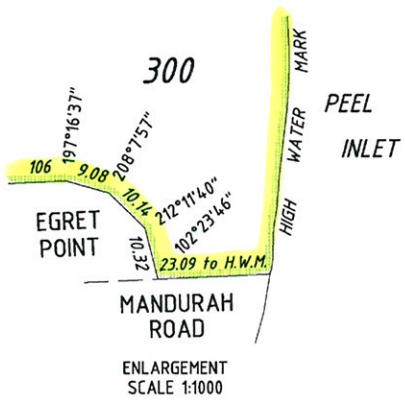 300
MARK
WATER
HIGH
PEEL
INLET
106
197°16'37"
9.08
208°7'57"
10.14
212°11'40"
102°23'46"
10.32
23.09 to H.W.M.
EGRET
POINT
MANDURAH
ROAD
ENLARGEMENT
SCALE 1:1000